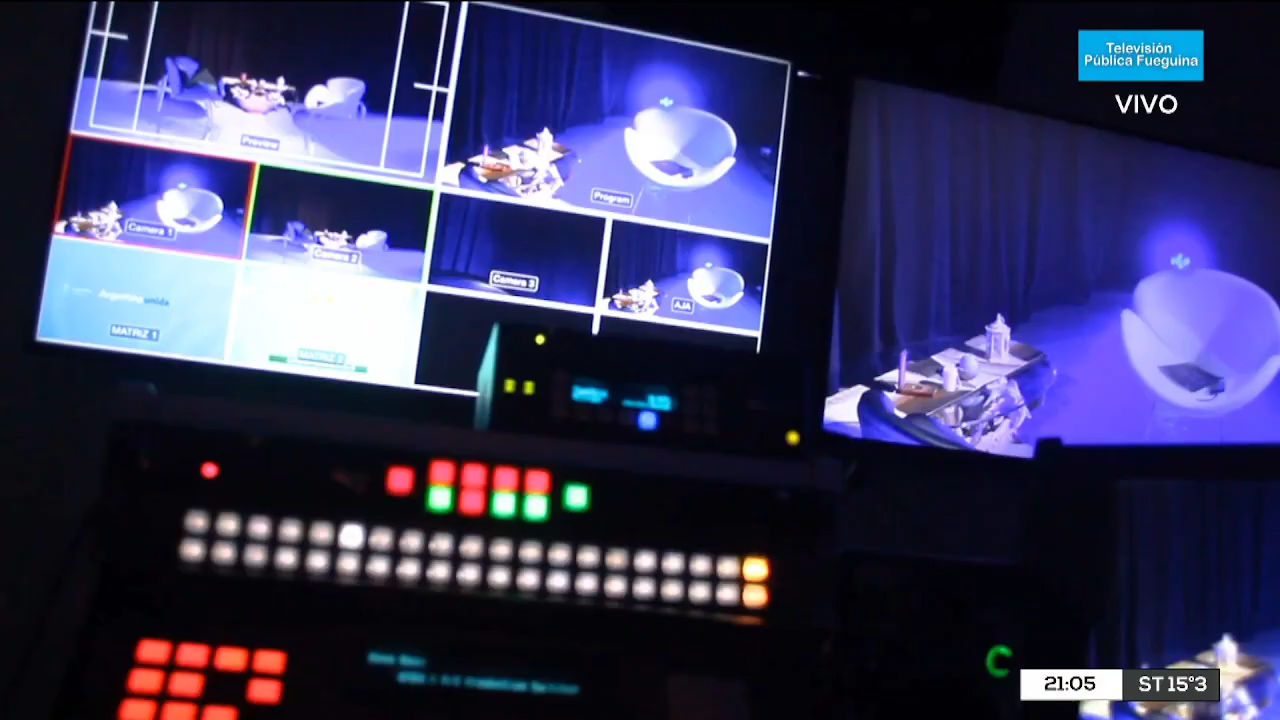 Televisión
Pública Fueguina
VIVO
Preview
Program
Camera 1
Camera 2
Camera 3
AJA
Argentina unida
MATRIZ 1
MATRIZ 2
C
21:05
ST 15°3